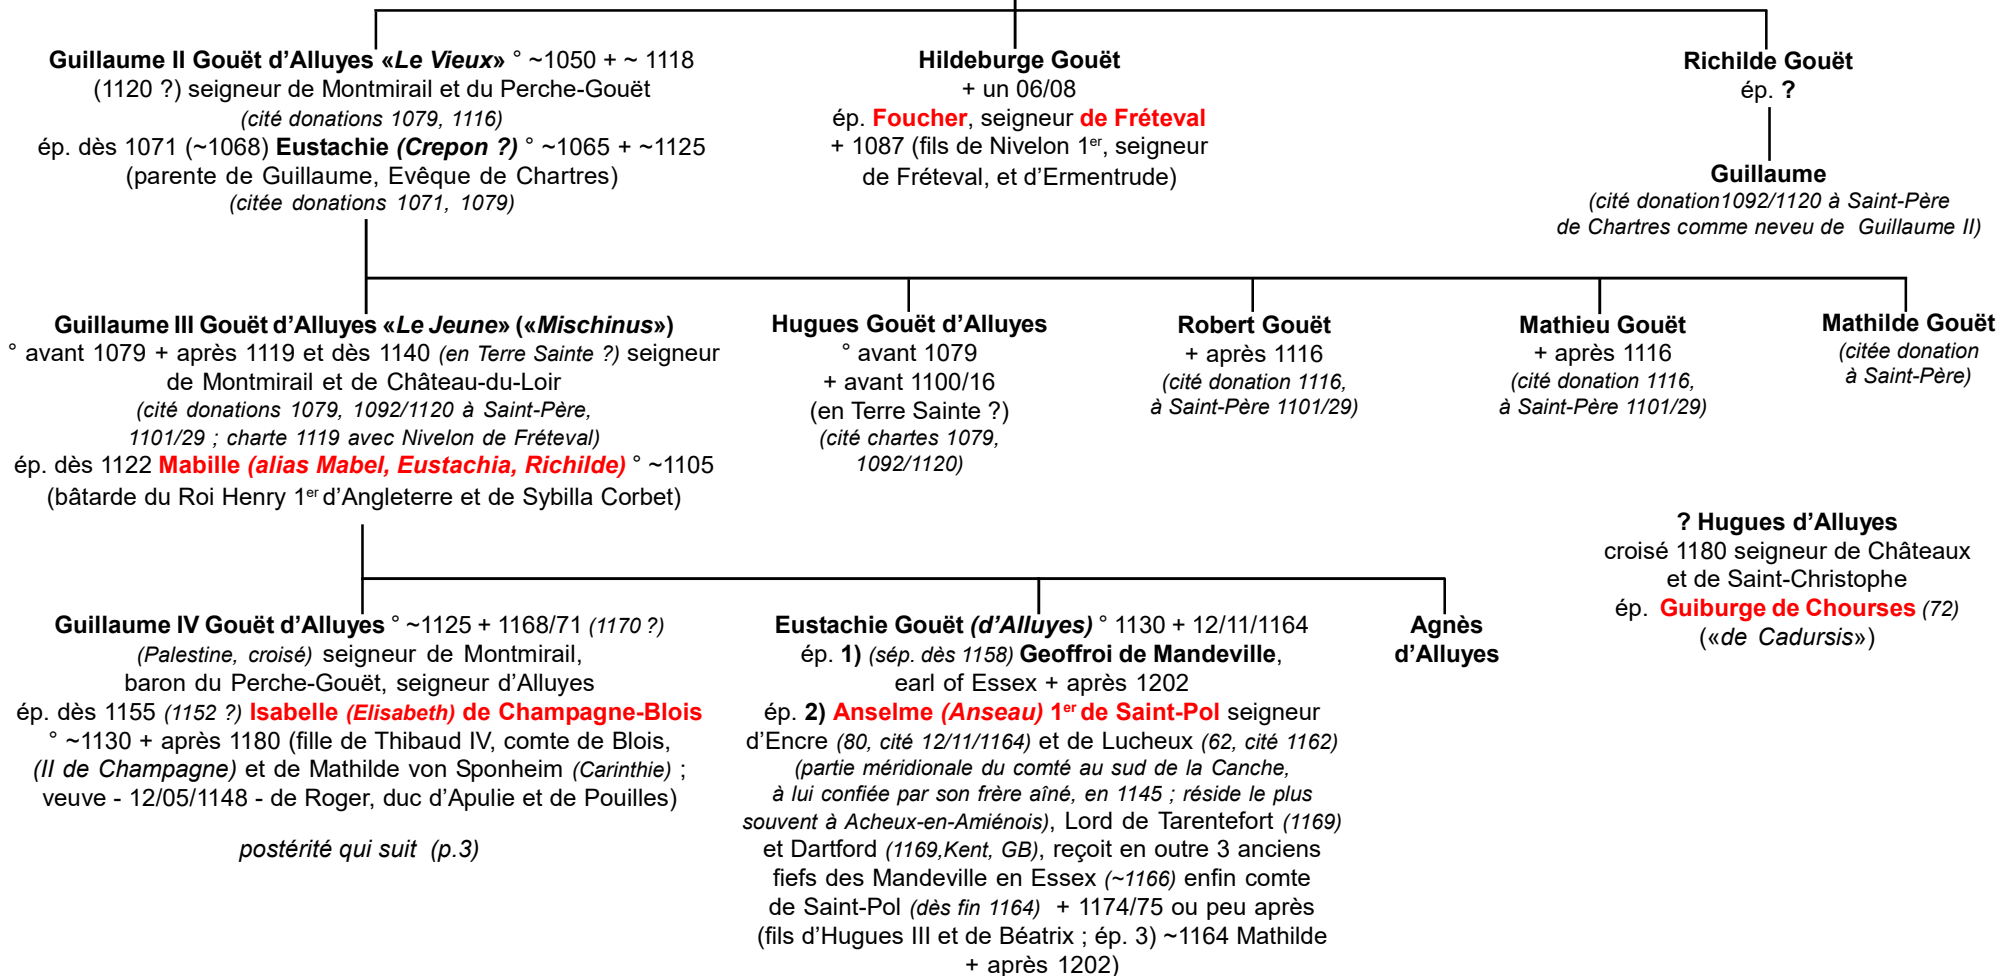 Guillaume II Gouët d’Alluyes «Le Vieux» ° ~1050 + ~ 1118
(1120 ?) seigneur de Montmirail et du Perche-Gouët
(cité donations 1079, 1116)
ép. dès 1071 (~1068) Eustachie (Crepon ?) ° ~1065 + ~1125
(parente de Guillaume, Evêque de Chartres)
(citée donations 1071, 1079)
Hildeburge Gouët
+ un 06/08
ép. Foucher, seigneur de Fréteval
+ 1087 (fils de Nivelon 1er, seigneur
de Fréteval, et d’Ermentrude)
Richilde Gouët
ép. ?
Guillaume
(cité donation1092/1120 à Saint-Père
de Chartres comme neveu de Guillaume II)
Guillaume III Gouët d’Alluyes «Le Jeune» («Mischinus»)
° avant 1079 + après 1119 et dès 1140 (en Terre Sainte ?) seigneur
de Montmirail et de Château-du-Loir
(cité donations 1079, 1092/1120 à Saint-Père,
1101/29 ; charte 1119 avec Nivelon de Fréteval)
ép. dès 1122 Mabille (alias Mabel, Eustachia, Richilde) ° ~1105
(bâtarde du Roi Henry 1er d’Angleterre et de Sybilla Corbet)
Hugues Gouët d’Alluyes
° avant 1079
+ avant 1100/16
(en Terre Sainte ?)
(cité chartes 1079,
1092/1120)
Robert Gouët
+ après 1116
(cité donation 1116,
à Saint-Père 1101/29)
Mathieu Gouët
+ après 1116
(cité donation 1116,
à Saint-Père 1101/29)
Mathilde Gouët
(citée donation
à Saint-Père)
? Hugues d’Alluyes
croisé 1180 seigneur de Châteaux
et de Saint-Christophe
ép. Guiburge de Chourses (72)
(«de Cadursis»)
Guillaume IV Gouët d’Alluyes ° ~1125 + 1168/71 (1170 ?)
(Palestine, croisé) seigneur de Montmirail,
baron du Perche-Gouët, seigneur d’Alluyes
ép. dès 1155 (1152 ?) Isabelle (Elisabeth) de Champagne-Blois
° ~1130 + après 1180 (fille de Thibaud IV, comte de Blois,
(II de Champagne) et de Mathilde von Sponheim (Carinthie) ;
veuve - 12/05/1148 - de Roger, duc d’Apulie et de Pouilles)
postérité qui suit (p.3)
Eustachie Gouët (d’Alluyes) ° 1130 + 12/11/1164
ép. 1) (sép. dès 1158) Geoffroi de Mandeville,
earl of Essex + après 1202
ép. 2) Anselme (Anseau) 1er de Saint-Pol seigneur
d’Encre (80, cité 12/11/1164) et de Lucheux (62, cité 1162)
(partie méridionale du comté au sud de la Canche,
à lui confiée par son frère aîné, en 1145 ; réside le plus
souvent à Acheux-en-Amiénois), Lord de Tarentefort (1169)
et Dartford (1169,Kent, GB), reçoit en outre 3 anciens
fiefs des Mandeville en Essex (~1166) enfin comte
de Saint-Pol (dès fin 1164) + 1174/75 ou peu après
(fils d’Hugues III et de Béatrix ; ép. 3) ~1164 Mathilde
+ après 1202)
Agnès
d’Alluyes